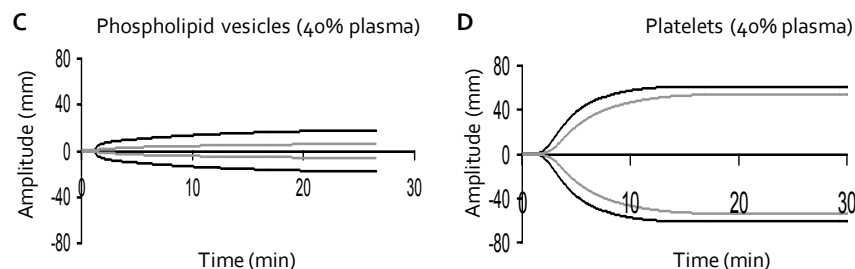 C Phospholipid vesicles (40% plasma)
80
40
0
-40
-80
Amplitude (mm)
0 10 20 30
Time (min)
D Platelets (40% plasma)
80
40
0
-40
-80
Amplitude (mm)
0 10 20 30
Time (min)